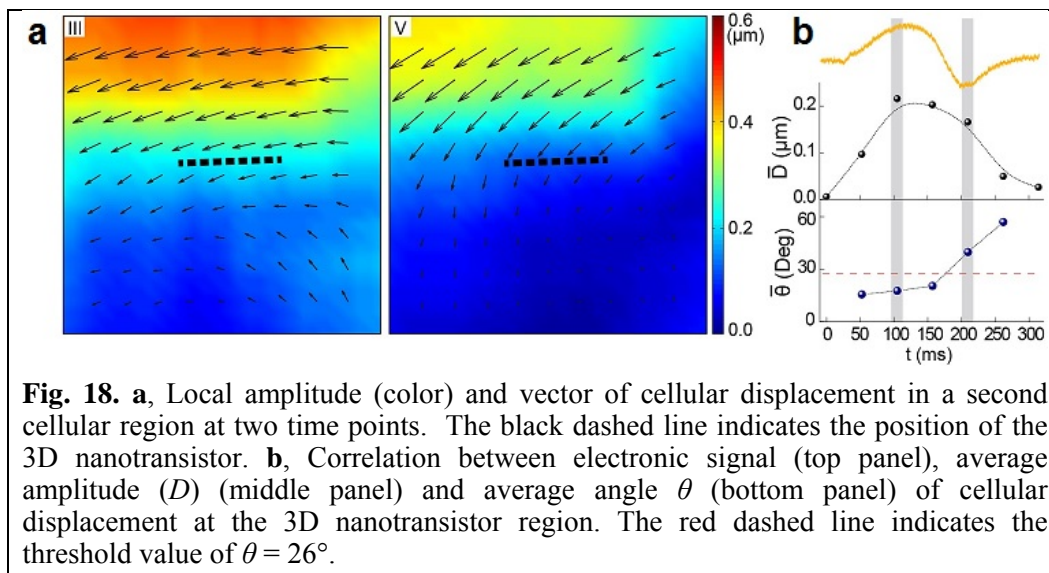 a
III
V
0.6
(μm)
0.4
0.2
0.0
b
0.2
0.1
0.0
D̅ (μm)
60
30
0
θ̅ (Deg)
0 50 100 150 200 250 300
t (ms)
Fig. 18. a, Local amplitude (color) and vector of cellular displacement in a second
cellular region at two time points. The black dashed line indicates the position of the
3D nanotransistor. b, Correlation between electronic signal (top panel), average
amplitude (D) (middle panel) and average angle θ (bottom panel) of cellular
displacement at the 3D nanotransistor region. The red dashed line indicates the
threshold value of θ = 26°.